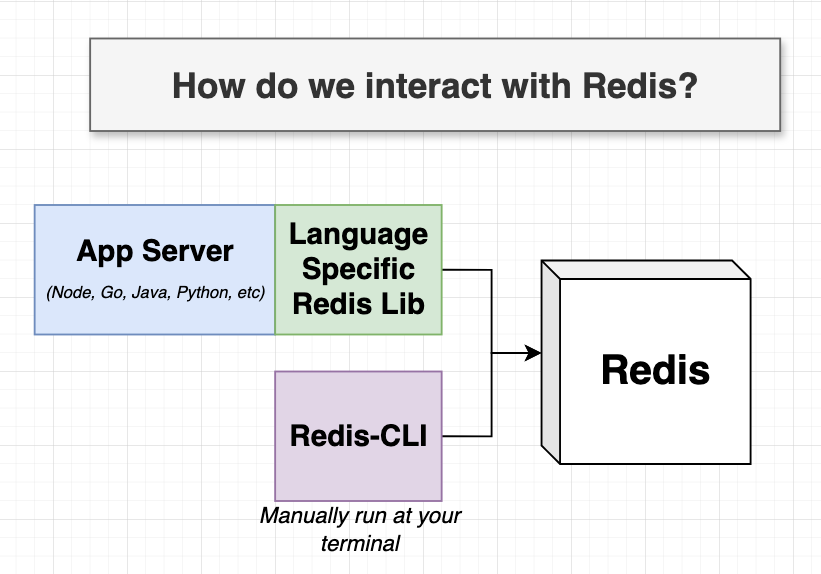 How do we interact with Redis?
App Server
(Node, Go, Java, Python, etc)
Language
Specific
Redis Lib
Redis-CLI
Manually run at your
terminal
Redis